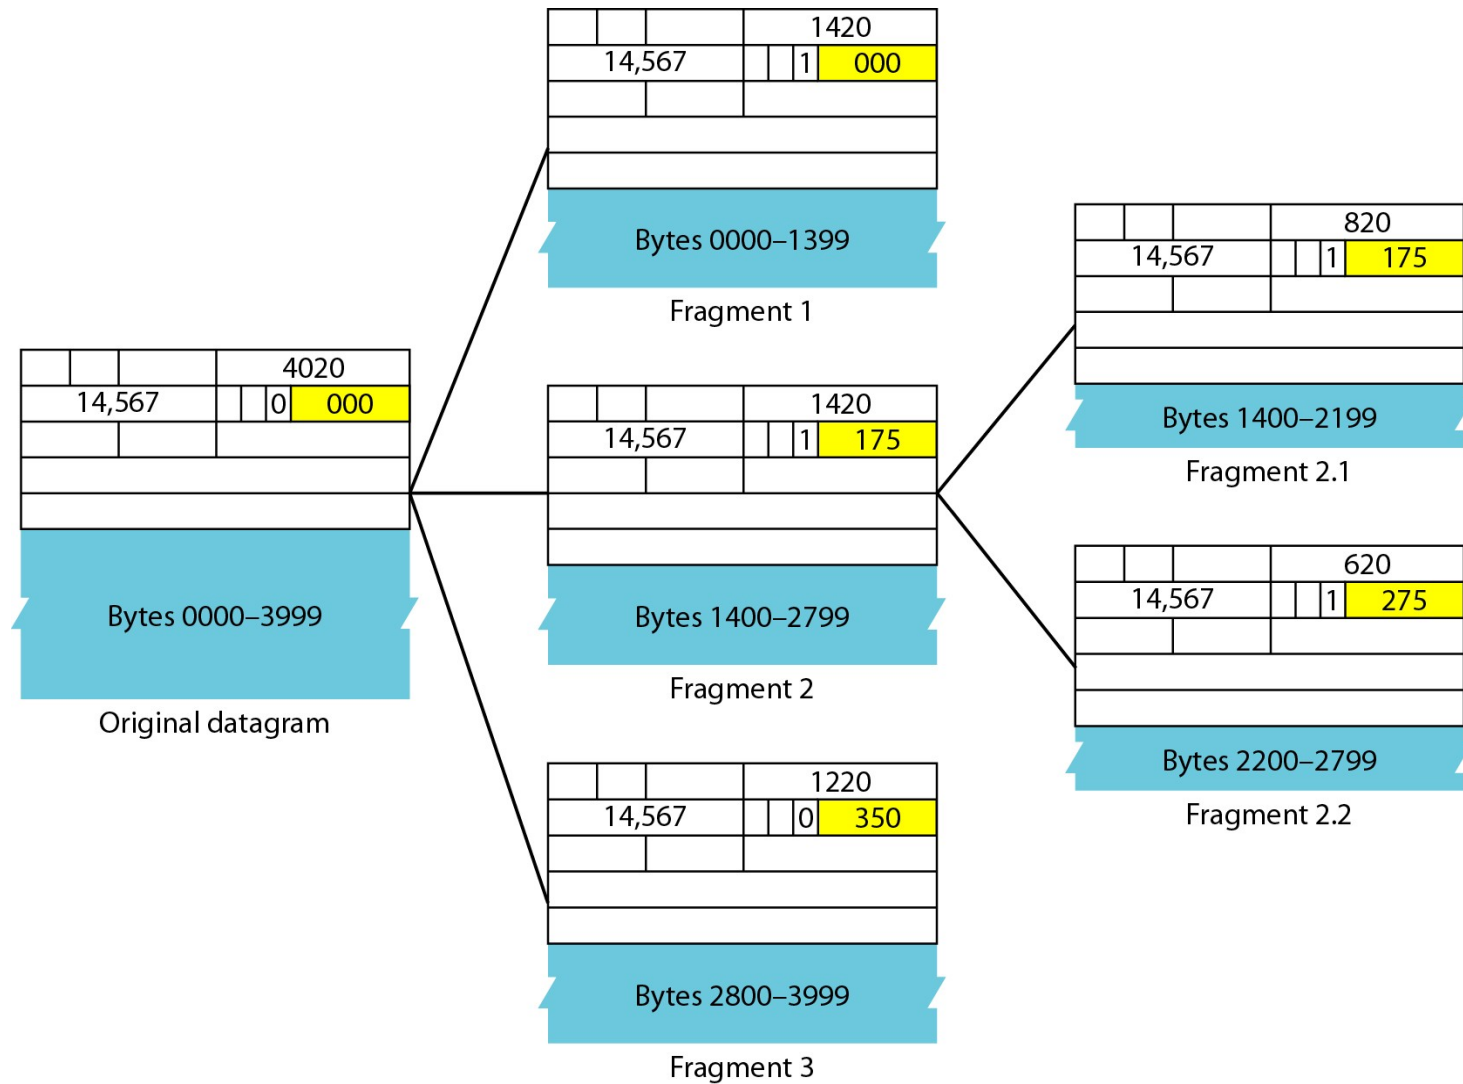 4020
14,567 0 000
Bytes 0000–3999
Original datagram
1420
14,567 1 000
Bytes 0000–1399
Fragment 1
1420
14,567 1 175
Bytes 1400–2799
Fragment 2
1220
14,567 0 350
Bytes 2800–3999
Fragment 3
820
14,567 1 175
Bytes 1400–2199
Fragment 2.1
620
14,567 1 275
Bytes 2200–2799
Fragment 2.2